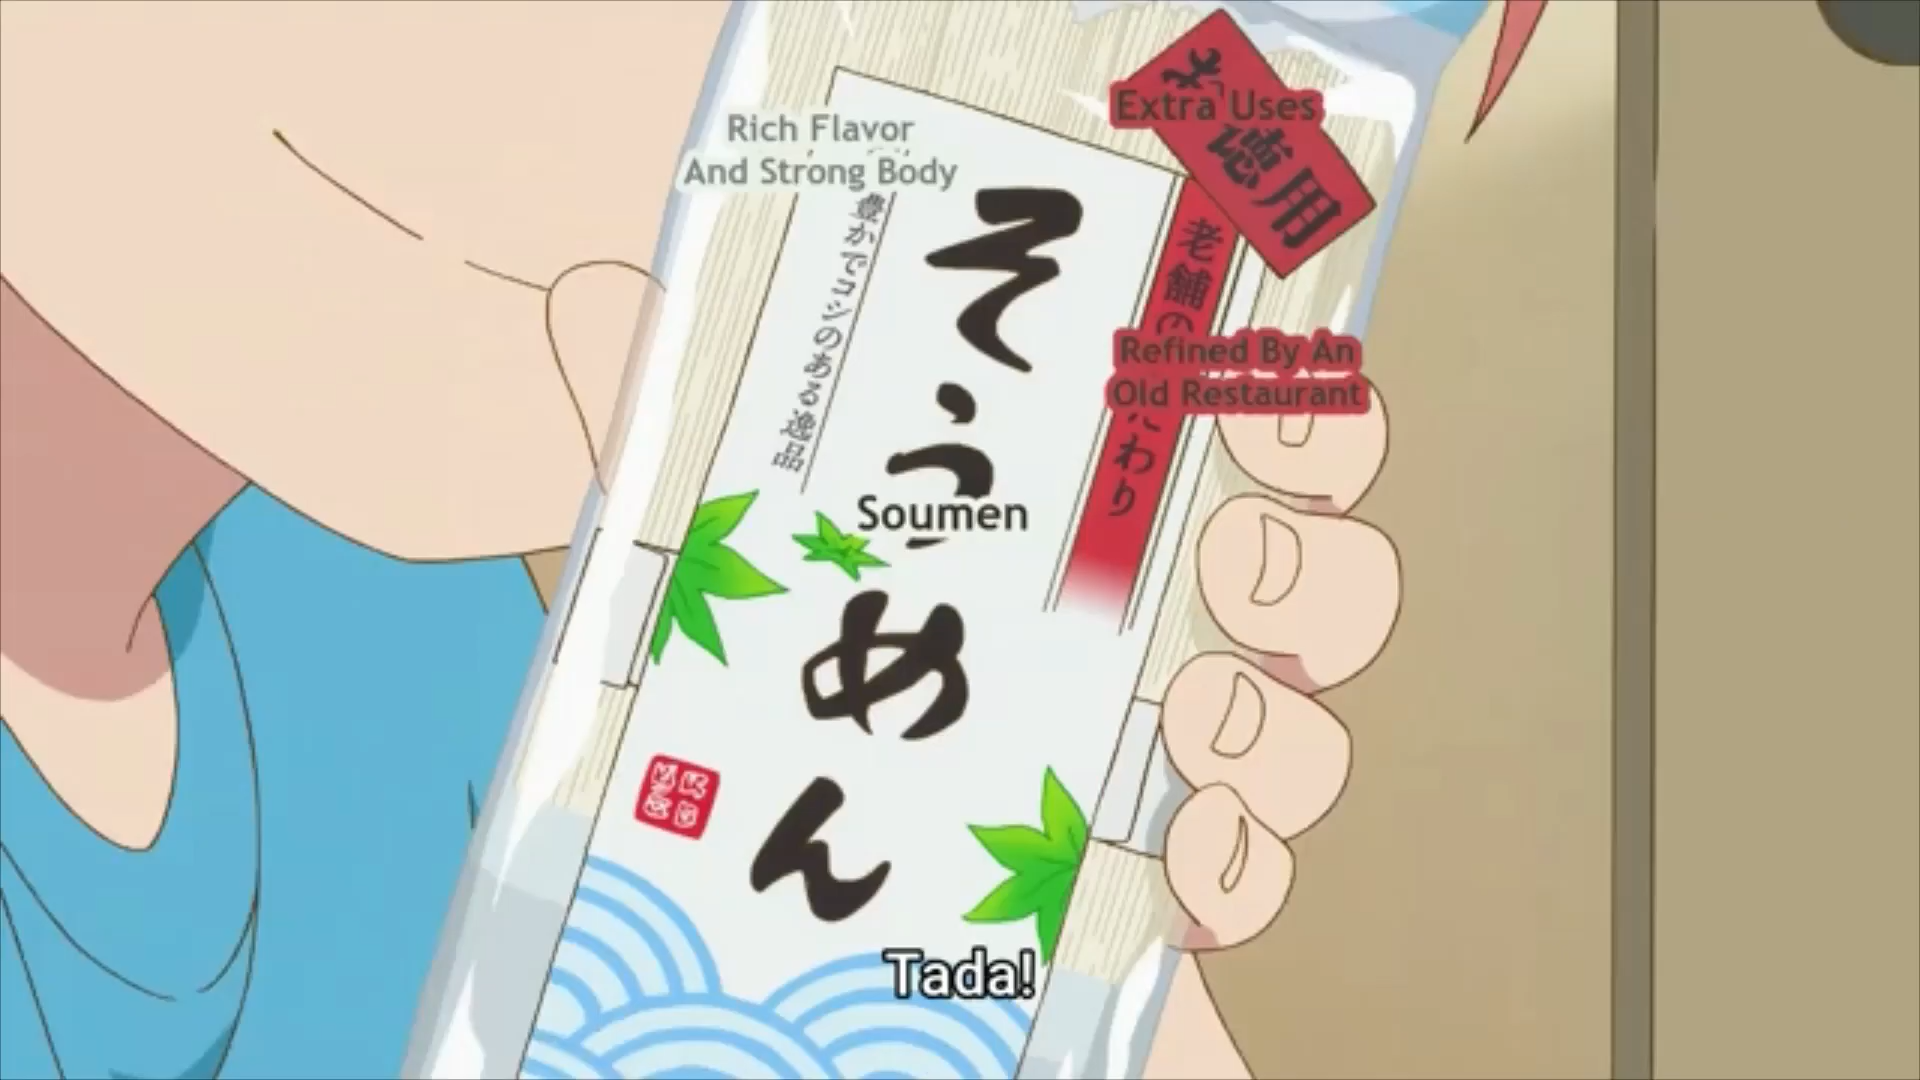 Extra Uses
徳用
Rich Flavor
And Strong Body
豊かでコシのある逸品
そうめん
老舗の
Refined By An
Old Restaurant
わり
Soumen
Tada!